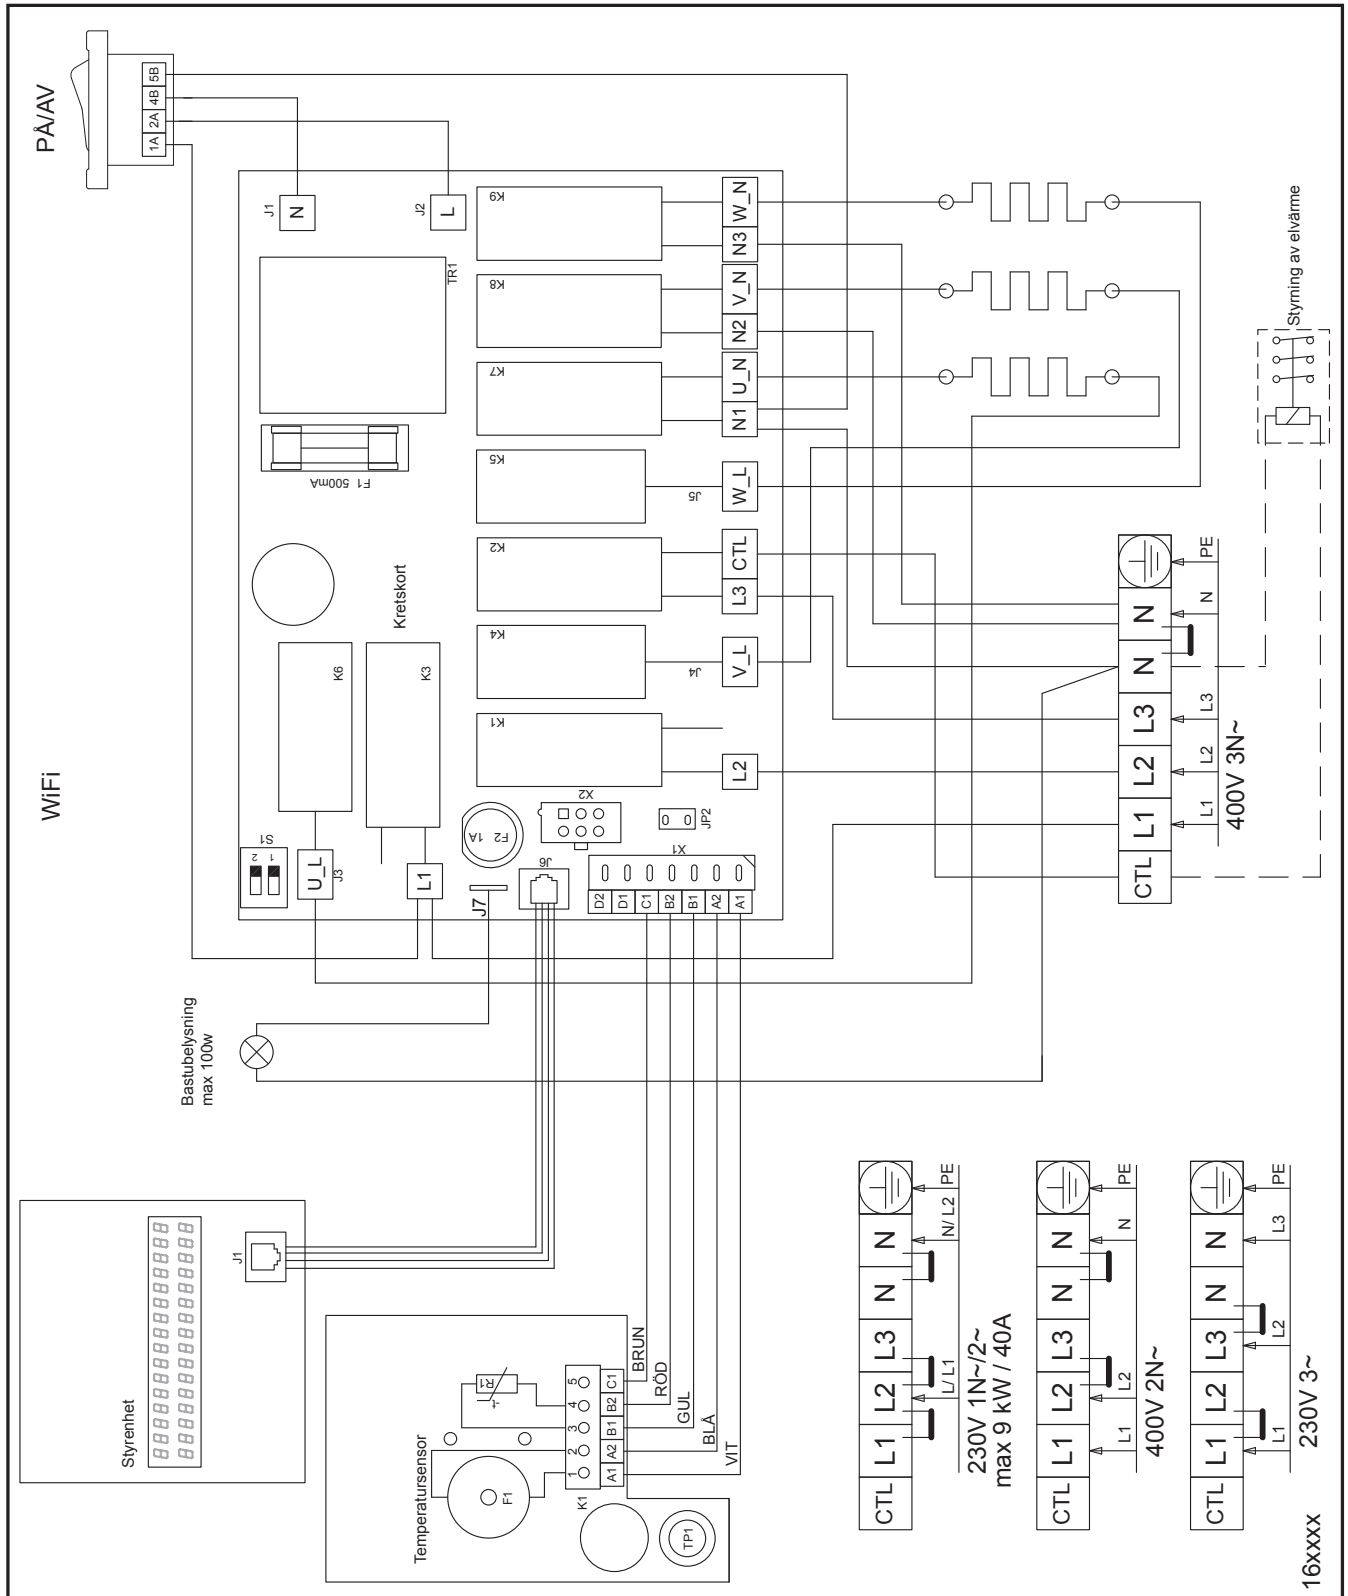 WiFi
PÅ/AV
1A 2A 4B 5B
J1
N
J2
L
TR1
F1 500mA
Kretskort
K6
K3
K9
K8
K7
K5
K2
K4
K1
S1
2 1
U_L
J3
L1
J7
F2 1A
J6
X2
JP2
X1
D2
D1
C1
B2
B1
A2
A1
L2
V_L
J4
L3 CTL
W_L
J5
N1 U_N
N2 V_N
N3 W_N
Styrning av elvärme
CTL L1 L2 L3 N N
L1 L2 L3 N PE
400V 3N~
Bastubelysning
max 100w
Styrenhet
J1
Temperatursensor
F1
R1
-t
1 2 3 4 5
K1
A1 A2 B1 B2 C1
TP1
BRUN
RÖD
GUL
BLÅ
VIT
CTL L1 L2 L3 N N
L/ L1 N/ L2 PE
230V 1N~/2~
max 9 kW / 40A
CTL L1 L2 L3 N N
L1 L2 N PE
400V 2N~
CTL L1 L2 L3 N N
L1 L2 L3 PE
230V 3~
16xxxx